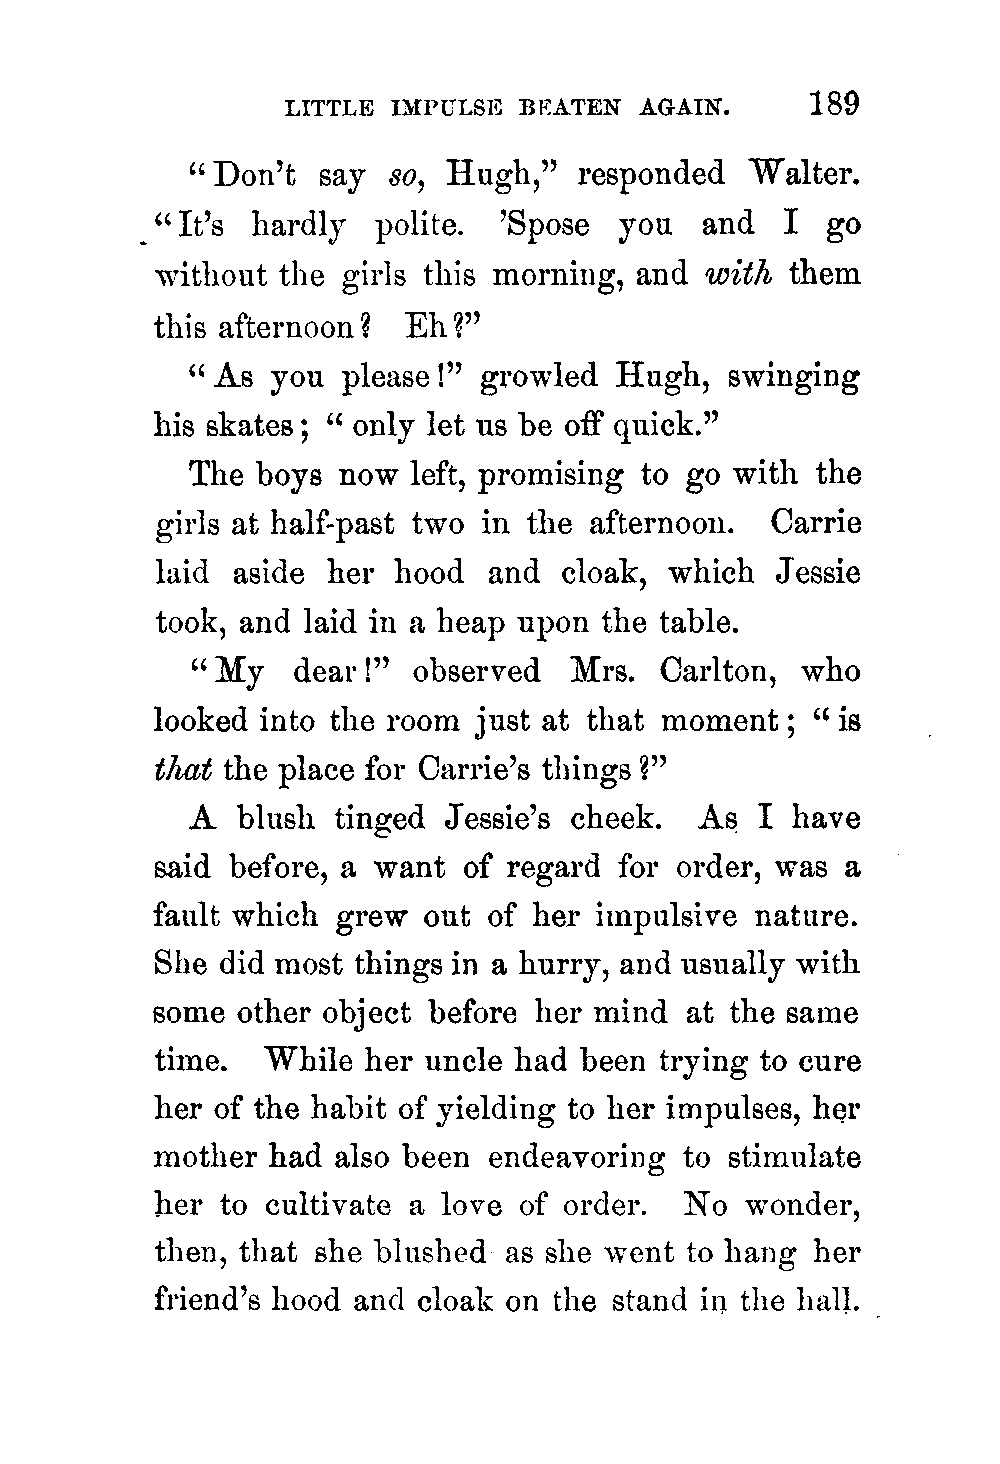 LITTLE IMPULSE BEATEN AGAIN. 189
"Don't say so, Hugh," responded Walter.
"It's hardly polite. 'Spose you and I go
without the girls this morning, and with them
this afternoon? Eh?"
"As you please!" growled Hugh, swinging
his skates; "only let us be off quick."
The boys now left, promising to go with the
girls at half-past two in the afternoon. Carrie
laid aside her hood and cloak, which Jessie
took, and laid in a heap upon the table.
"My dear!" observed Mrs. Carlton, who
looked into the room just at that moment; "is
that the place for Carrie's things?"
A blush tinged Jessie's cheek. As I have
said before, a want of regard for order, was a
fault which grew out of her impulsive nature.
She did most things in a hurry, and usually with
some other object before her mind at the same
time. While her uncle had been trying to cure
her of the habit of yielding to her impulses, her
mother had also been endeavoring to stimulate
her to cultivate a love of order. No wonder,
then, that she blushed as she went to hang her
friend's hood and cloak on the stand in the hall.